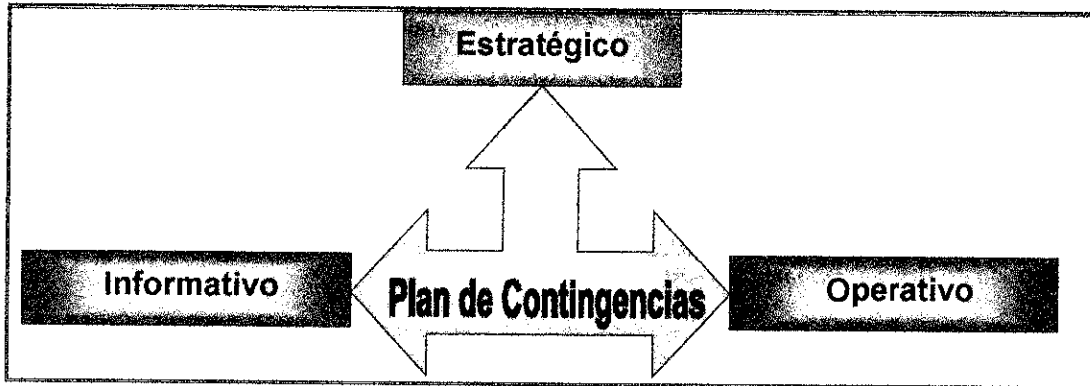 Estratégico
Informativo
Plan de Contingencias
Operativo